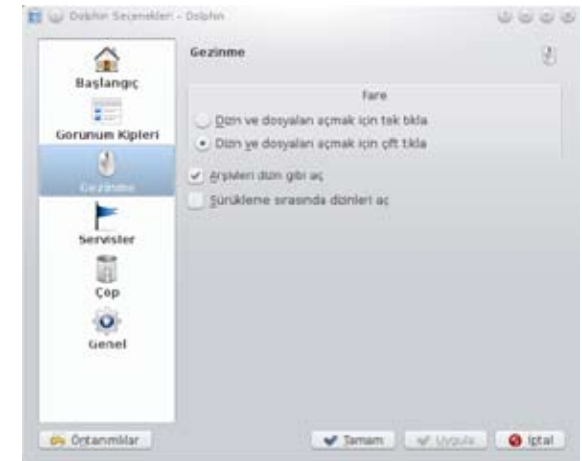 Dolphin Seçenekleri - Dolphin
Başlangıç
Görünüm Kipleri
Gezinme
Servisler
Çöp
Genel
Gezinme
Fare
Dizin ve dosyaları açmak için tek tıkla
Dizin ve dosyaları açmak için çift tıkla
Arşivleri dizin gibi aç
Sürükleme sırasında dizinleri aç
Öntanımlılar
Tamam
Uygula
İptal